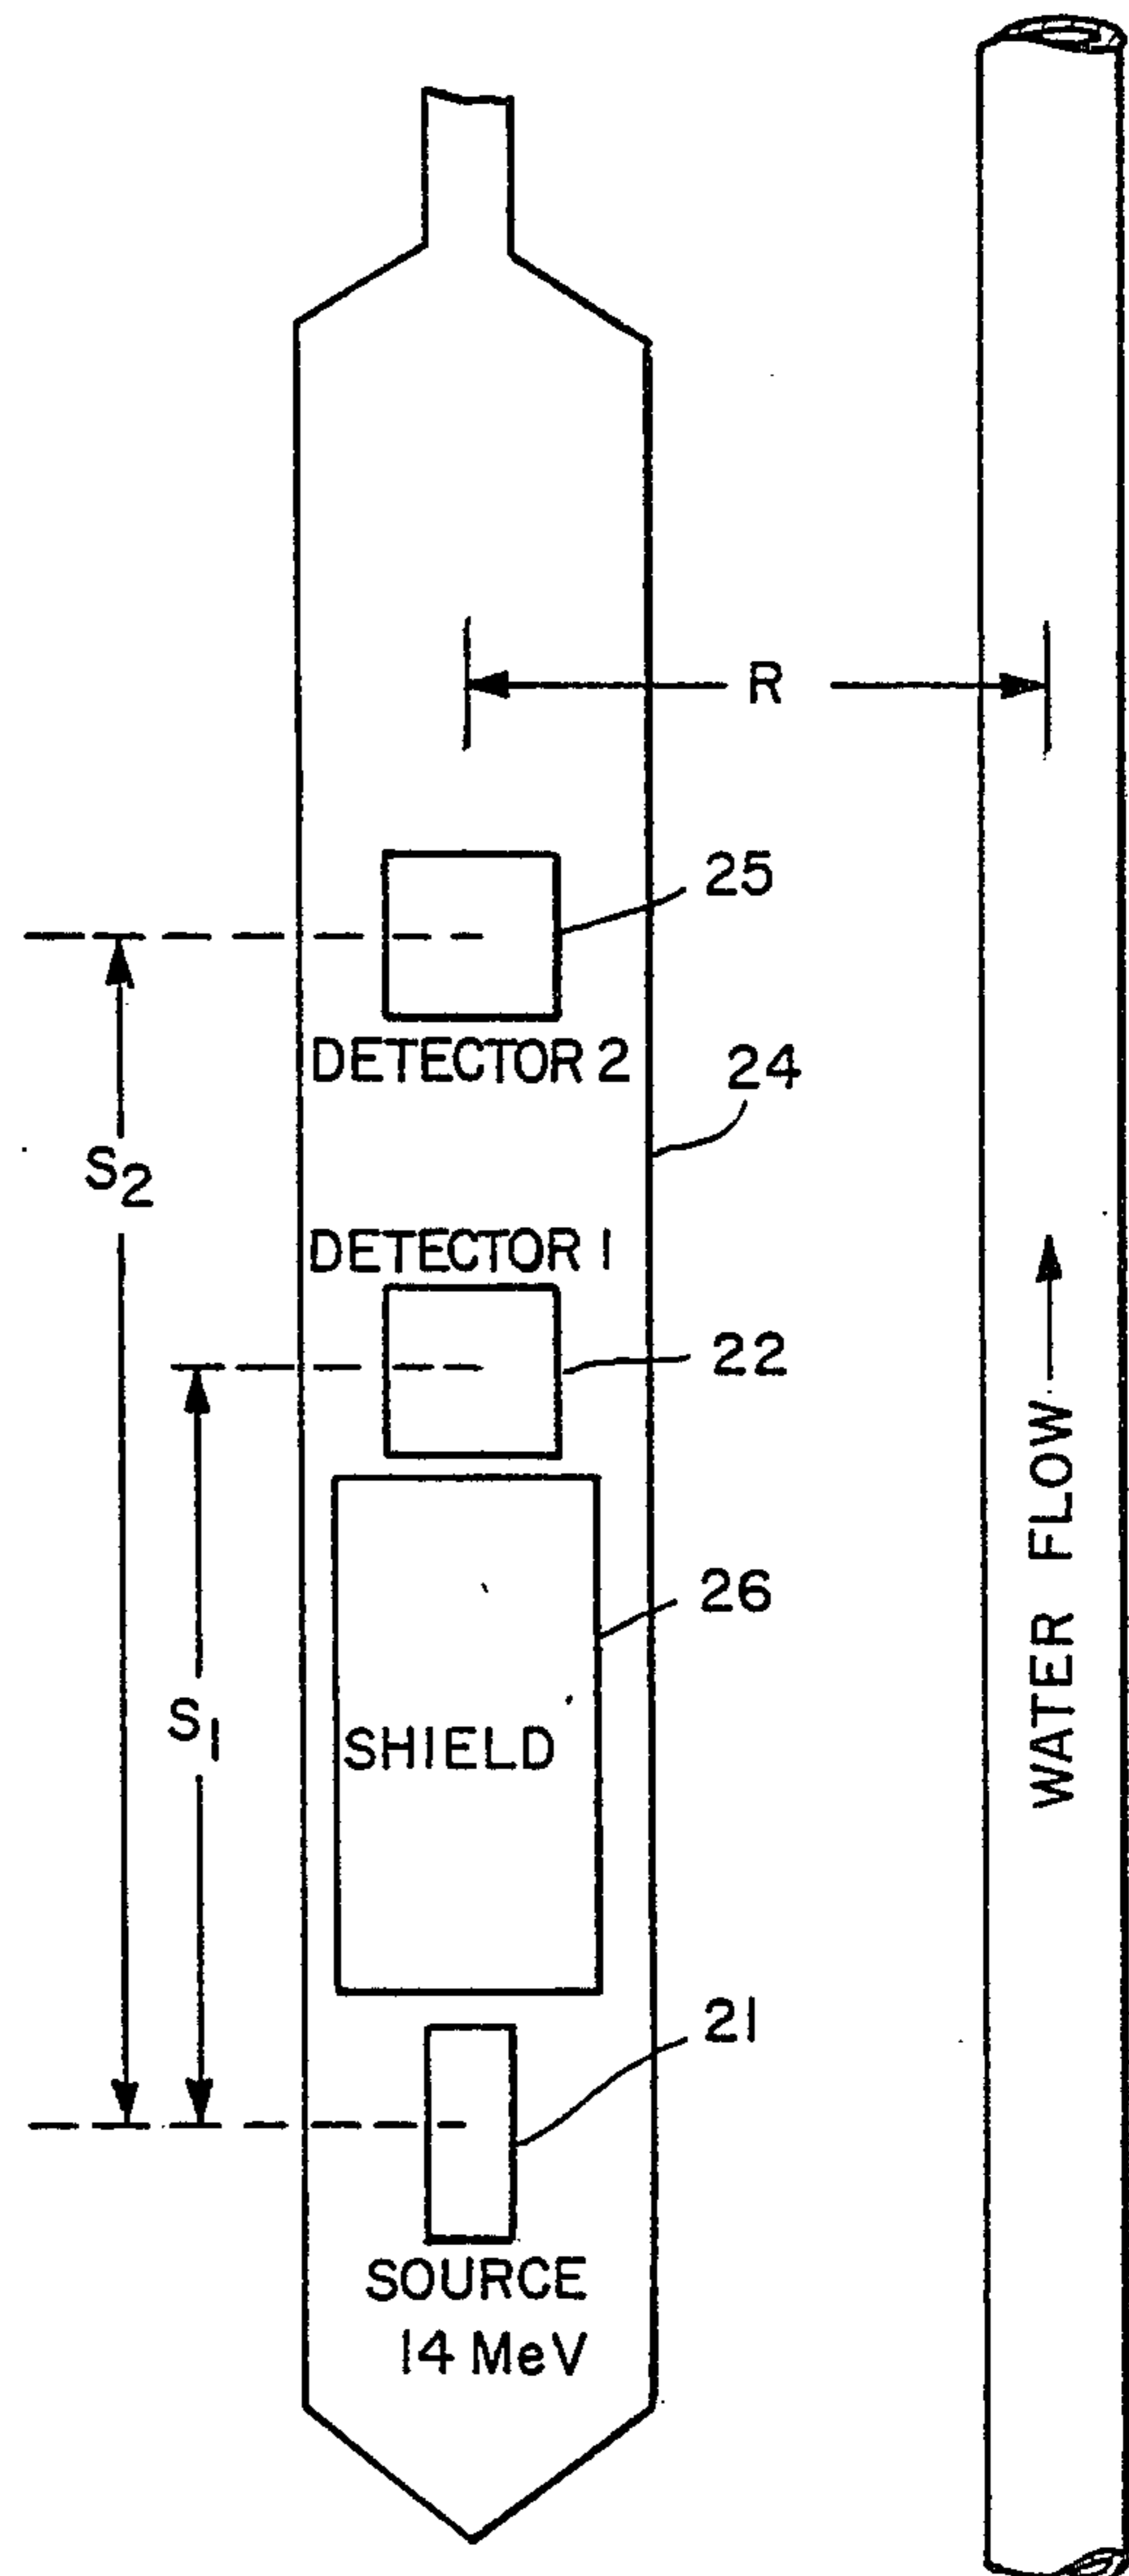 R
25
DETECTOR 2
24
S2
DETECTOR 1
22
WATER FLOW
26
S1
SHIELD
21
SOURCE
14 MeV